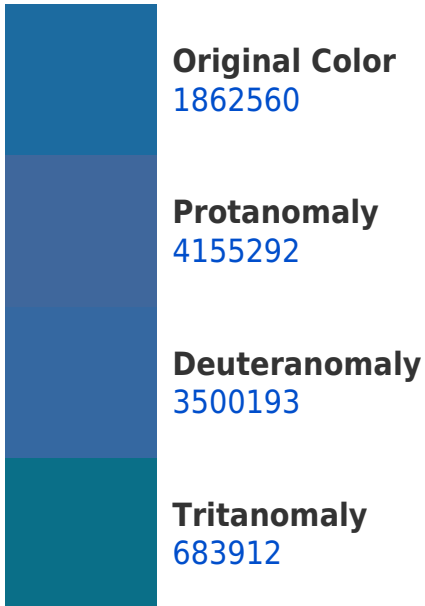 Original Color
1862560
Protanomaly
4155292
Deuteranomaly
3500193
Tritanomaly
683912